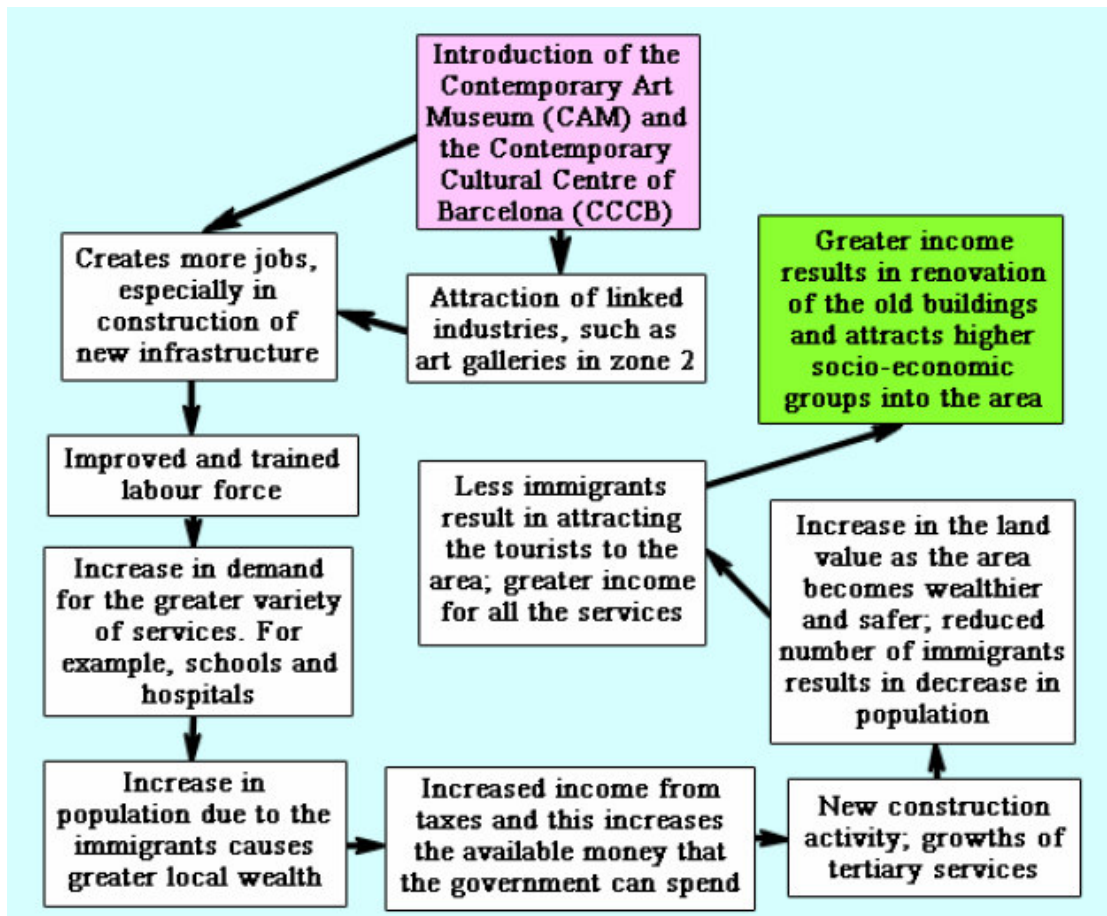 Introduction of the
Contemporary Art
Museum (CAM) and
the Contemporary
Cultural Centre of
Barcelona (CCCB)
Creates more jobs,
especially in
construction of
new infrastructure
Attraction of linked
industries, such as
art galleries in zone 2
Improved and trained
labour force
Increase in demand
for the greater variety
of services. For
example, schools and
hospitals
Increase in
population due to the
immigrants causes
greater local wealth
Increased income from
taxes and this increases
the available money that
the government can spend
New construction
activity; growths of
tertiary services
Increase in the land
value as the area
becomes wealthier
and safer; reduced
number of immigrants
results in decrease in
population
Less immigrants
result in attracting
the tourists to the
area; greater income
for all the services
Greater income
results in renovation
of the old buildings
and attracts higher
socio-economic
groups into the area